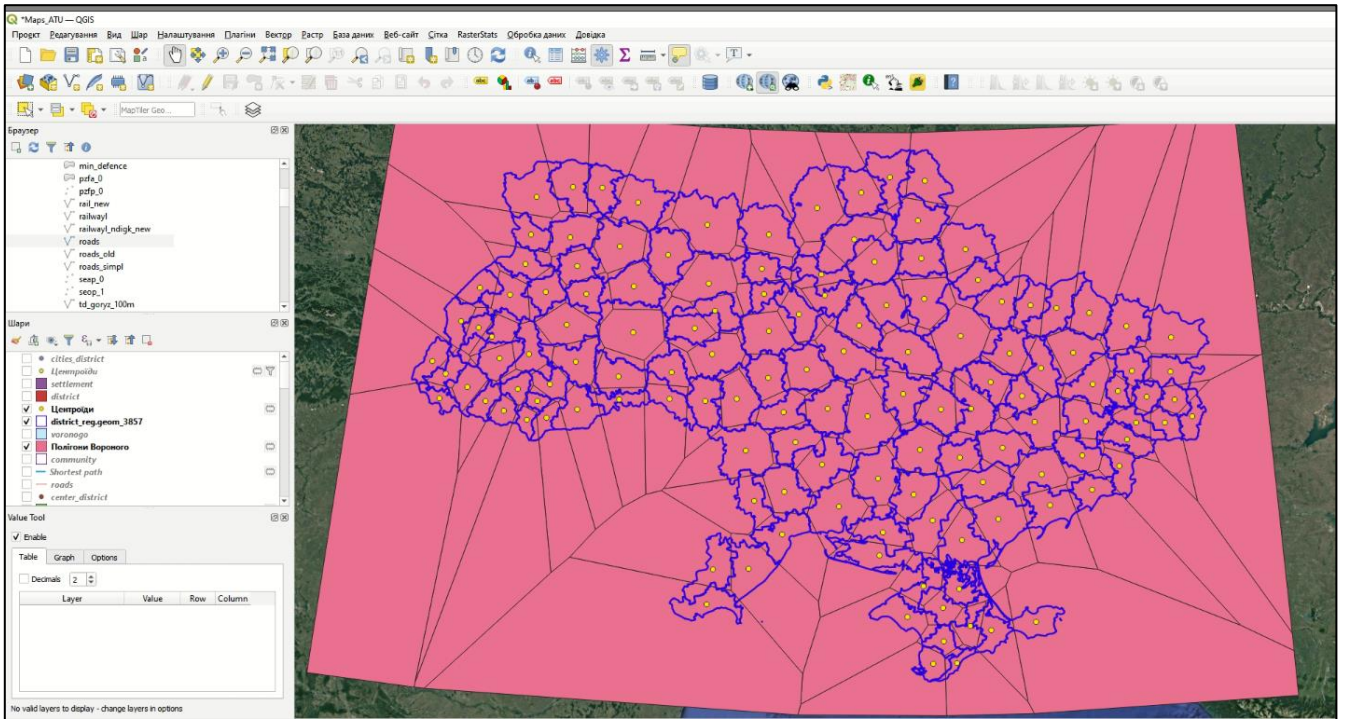 *Maps_ATU — QGIS
Проєкт Редагування Вид Шар Налаштування Плагіни Вектор Растр База даних Веб-сайт Сітка RasterStats Обробка даних Довідка
MapTiler Geo...
Браузер
min_defence
pzfa_0
pzfp_0
rail_new
railwayl
railwayl_ndigk_new
roads
roads_old
roads_simpl
seap_0
seop_1
td_goryz_100m
Шари
cities_district
Центроїди
settlement
district
Центроїди
district_reg.geom_3857
voronogo
Полігони Вороного
community
Shortest path
roads
center_district
Value Tool
Enable
Table Graph Options
Decimals 2
Layer Value Row Column
No valid layers to display - change layers in options